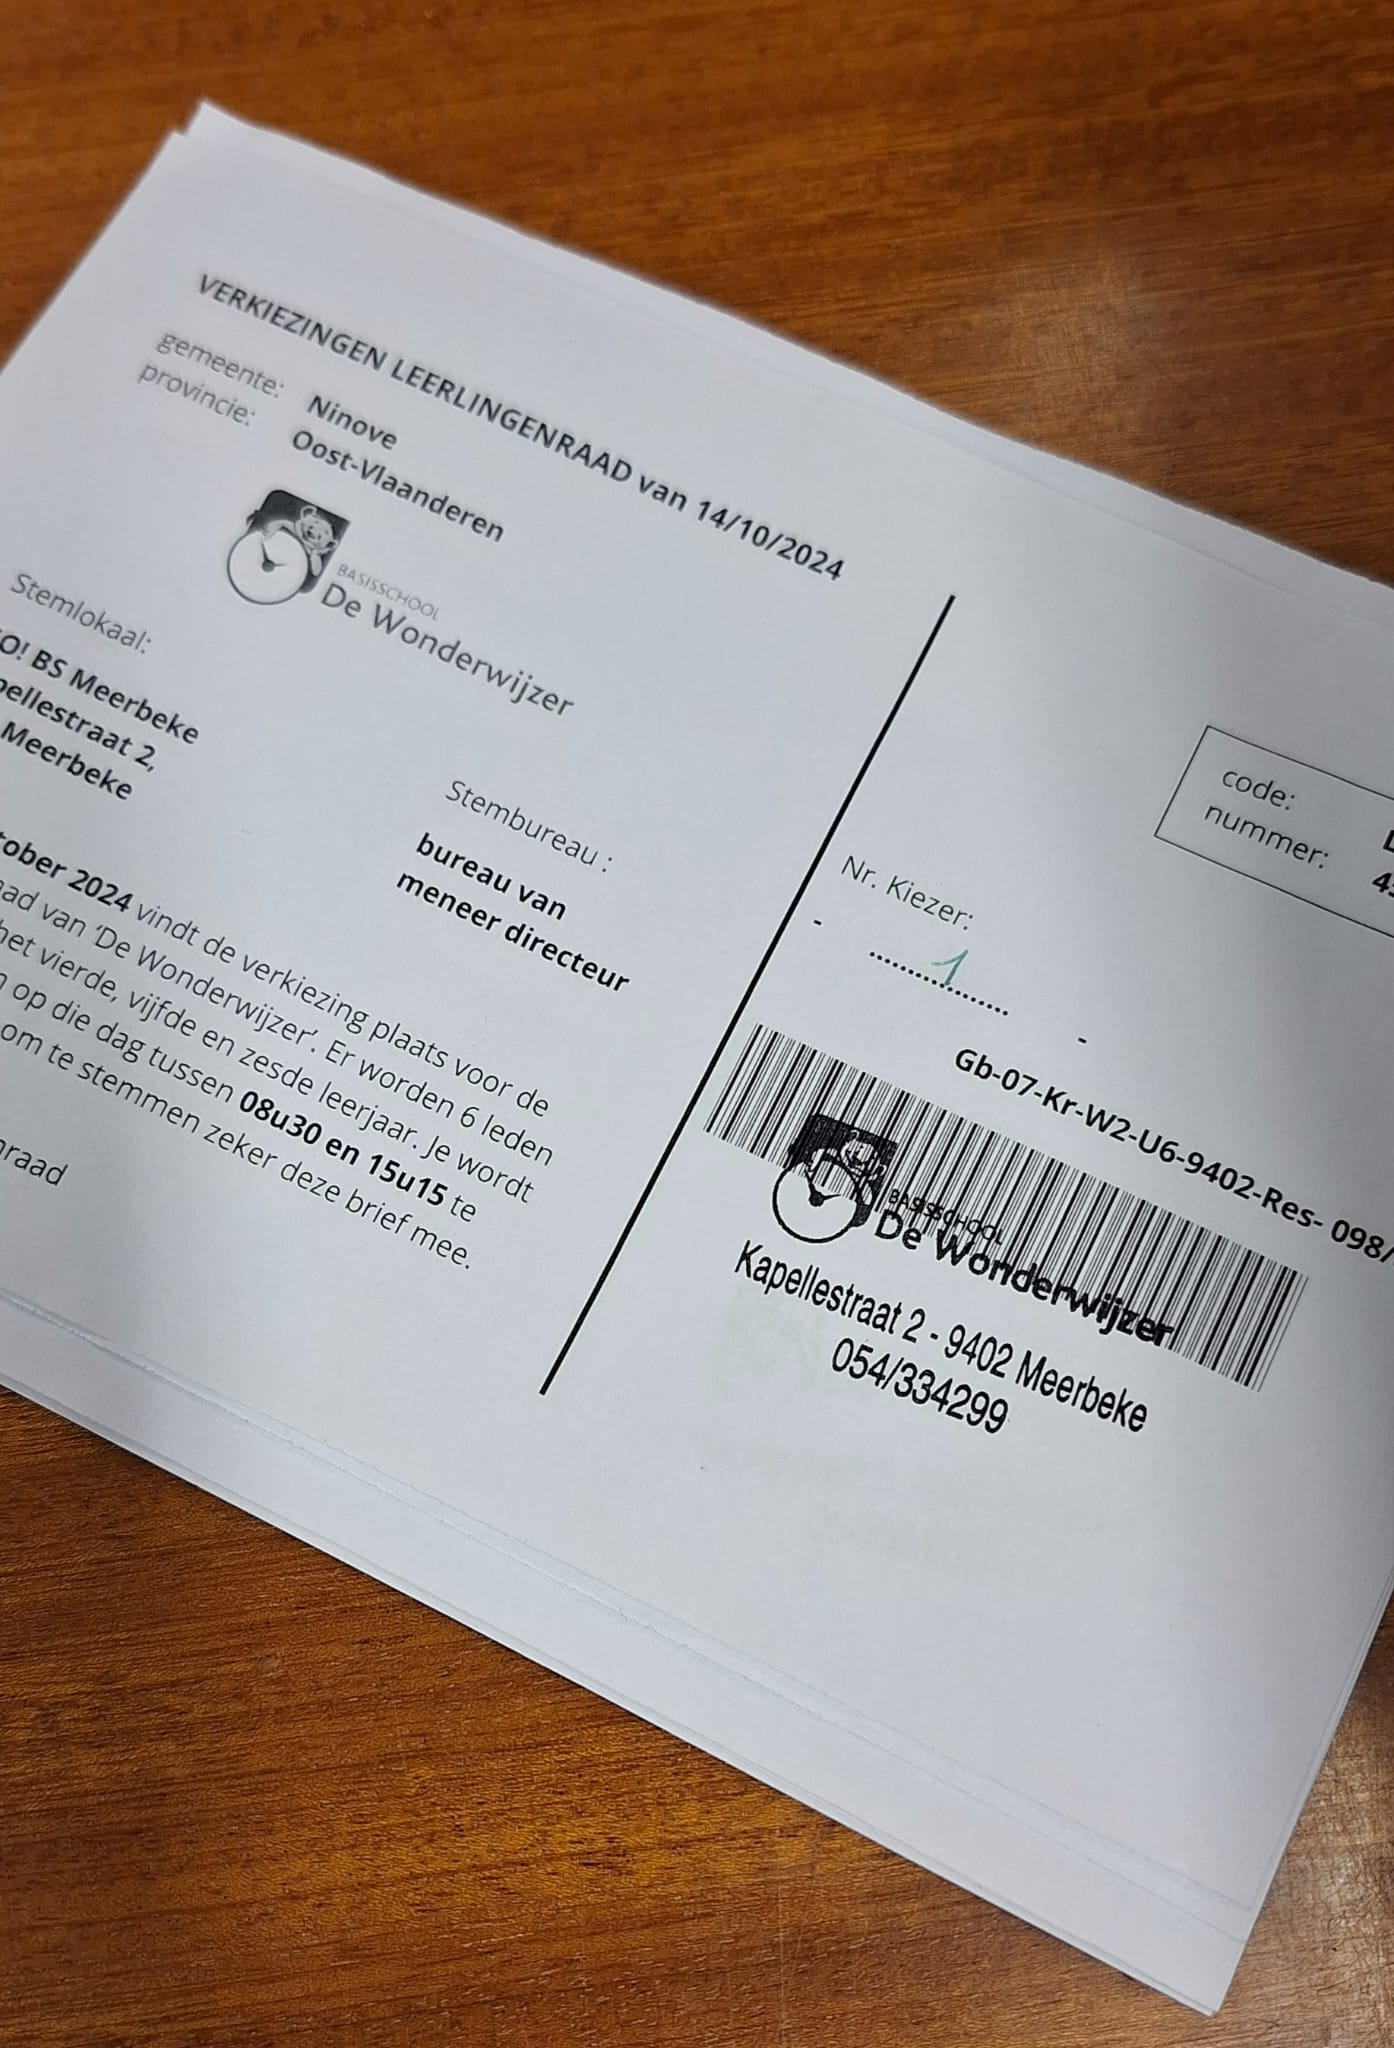 VERKIEZINGEN LEERLINGENRAAD van 14/10/2024
gemeente: Ninove
provincie: Oost-Vlaanderen
BASISSCHOOL
De Wonderwijzer
Stemlokaal:
O! BS Meerbeke
pellestraat 2,
Meerbeke
Stembureau :
bureau van
meneer directeur
tober 2024 vindt de verkiezing plaats voor de
aad van 'De Wonderwijzer'. Er worden 6 leden
het vierde, vijfde en zesde leerjaar. Je wordt
op die dag tussen 08u30 en 15u15 te
om te stemmen zeker deze brief mee.
raad
code:
nummer:
Nr. Kiezer:
- 1 -
Gb-07-Kr-W2-U6-9402-Res- 098/
BASISSCHOOL
De Wonderwijzer
Kapellestraat 2 - 9402 Meerbeke
054/334299